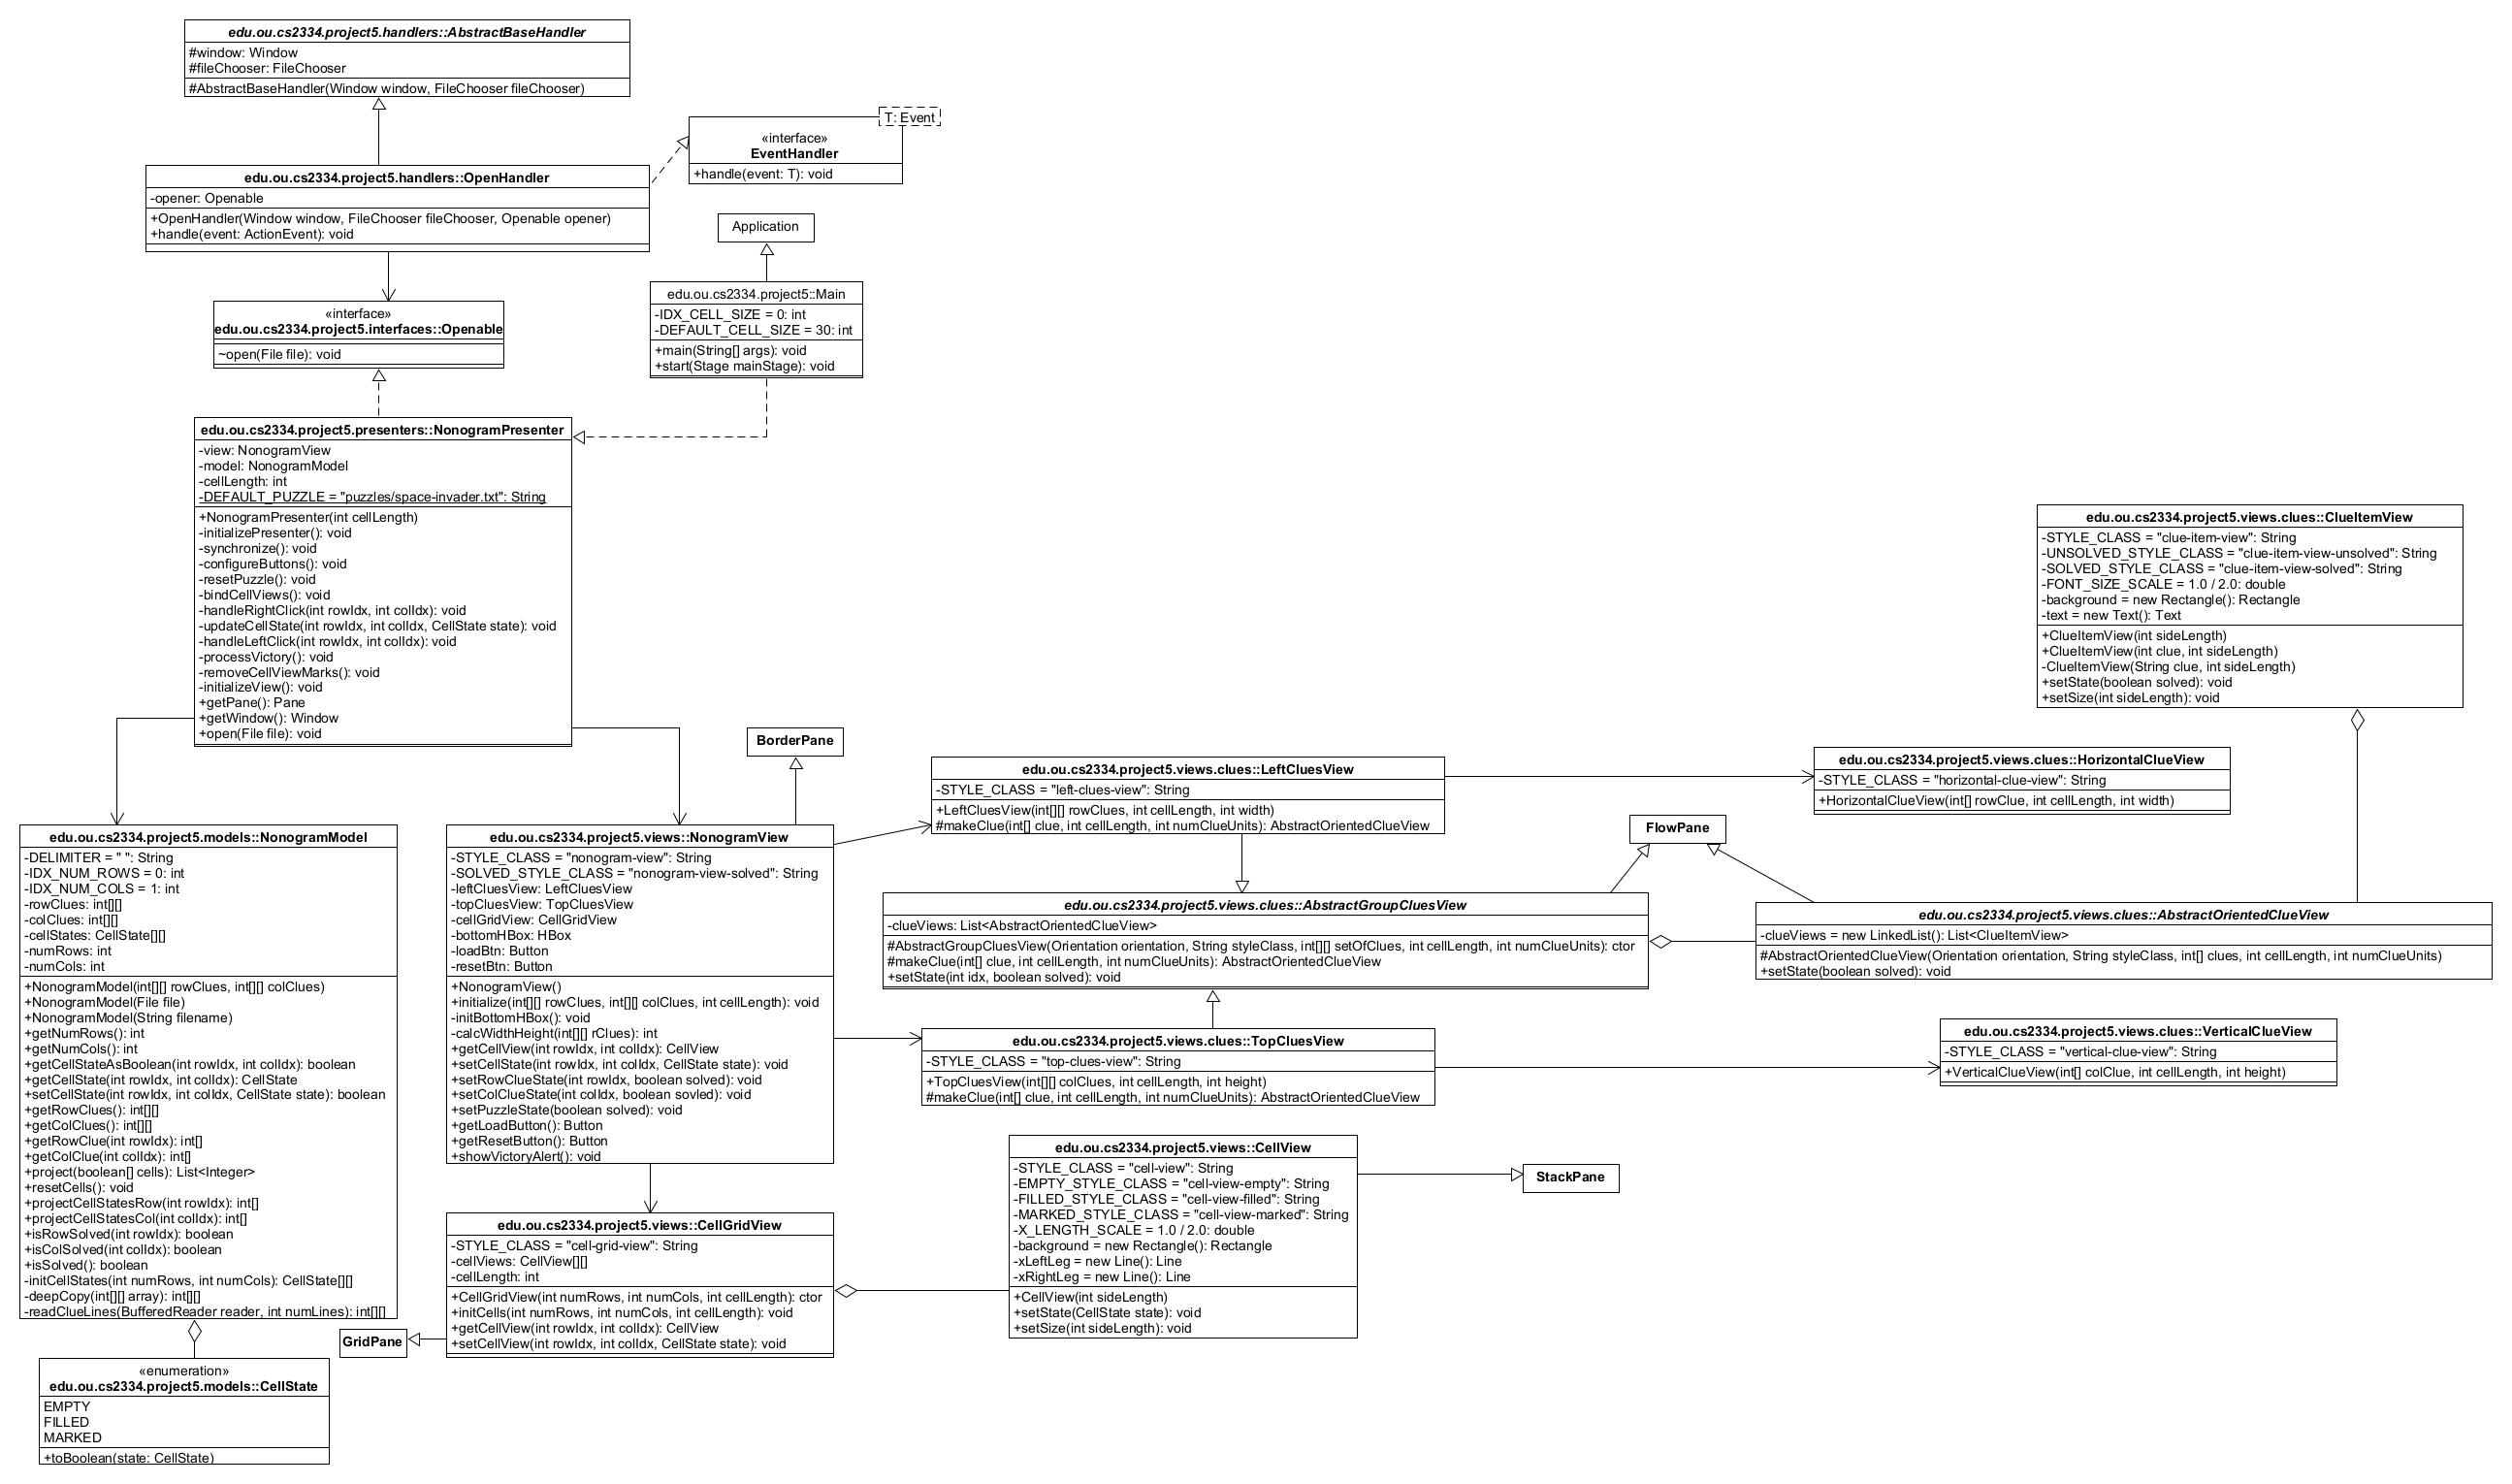 edu.ou.cs2334.project5.handlers::AbstractBaseHandler
#window: Window
#fileChooser: FileChooser
#AbstractBaseHandler(Window window, FileChooser fileChooser)
T: Event
«interface»
EventHandler
+handle(event: T): void
edu.ou.cs2334.project5.handlers::OpenHandler
-opener: Openable
+OpenHandler(Window window, FileChooser fileChooser, Openable opener)
+handle(event: ActionEvent): void
Application
edu.ou.cs2334.project5::Main
-IDX_CELL_SIZE = 0: int
-DEFAULT_CELL_SIZE = 30: int
+main(String[] args): void
+start(Stage mainStage): void
«interface»
edu.ou.cs2334.project5.interfaces::Openable
~open(File file): void
edu.ou.cs2334.project5.presenters::NonogramPresenter
-view: NonogramView
-model: NonogramModel
-cellLength: int
-DEFAULT_PUZZLE = "puzzles/space-invader.txt": String
+NonogramPresenter(int cellLength)
-initializePresenter(): void
-synchronize(): void
-configureButtons(): void
-resetPuzzle(): void
-bindCellViews(): void
-handleRightClick(int rowIdx, int colIdx): void
-updateCellState(int rowIdx, int colIdx, CellState state): void
-handleLeftClick(int rowIdx, int colIdx): void
-processVictory(): void
-removeCellViewMarks(): void
-initializeView(): void
+getPane(): Pane
+getWindow(): Window
+open(File file): void
edu.ou.cs2334.project5.views.clues::ClueItemView
-STYLE_CLASS = "clue-item-view": String
-UNSOLVED_STYLE_CLASS = "clue-item-view-unsolved": String
-SOLVED_STYLE_CLASS = "clue-item-view-solved": String
-FONT_SIZE_SCALE = 1.0 / 2.0: double
-background = new Rectangle(): Rectangle
-text = new Text(): Text
+ClueItemView(int sideLength)
+ClueItemView(int clue, int sideLength)
-ClueItemView(String clue, int sideLength)
+setState(boolean solved): void
+setSize(int sideLength): void
BorderPane
edu.ou.cs2334.project5.views.clues::LeftCluesView
-STYLE_CLASS = "left-clues-view": String
+LeftCluesView(int[][] rowClues, int cellLength, int width)
#makeClue(int[] clue, int cellLength, int numClueUnits): AbstractOrientedClueView
edu.ou.cs2334.project5.views.clues::HorizontalClueView
-STYLE_CLASS = "horizontal-clue-view": String
+HorizontalClueView(int[] rowClue, int cellLength, int width)
FlowPane
edu.ou.cs2334.project5.models::NonogramModel
-DELIMITER = " ": String
-IDX_NUM_ROWS = 0: int
-IDX_NUM_COLS = 1: int
-rowClues: int[][]
-colClues: int[][]
-cellStates: CellState[][]
-numRows: int
-numCols: int
+NonogramModel(int[][] rowClues, int[][] colClues)
+NonogramModel(File file)
+NonogramModel(String filename)
+getNumRows(): int
+getNumCols(): int
+getCellStateAsBoolean(int rowIdx, int colIdx): boolean
+getCellState(int rowIdx, int colIdx): CellState
+setCellState(int rowIdx, int colIdx, CellState state): boolean
+getRowClues(): int[][]
+getColClues(): int[][]
+getRowClue(int rowIdx): int[]
+getColClue(int colIdx): int[]
+project(boolean[] cells): List<Integer>
+resetCells(): void
+projectCellStatesRow(int rowIdx): int[]
+projectCellStatesCol(int colIdx): int[]
+isRowSolved(int rowIdx): boolean
+isColSolved(int colIdx): boolean
+isSolved(): boolean
-initCellStates(int numRows, int numCols): CellState[][]
-deepCopy(int[][] array): int[][]
-readClueLines(BufferedReader reader, int numLines): int[][]
edu.ou.cs2334.project5.views::NonogramView
-STYLE_CLASS = "nonogram-view": String
-SOLVED_STYLE_CLASS = "nonogram-view-solved": String
-leftCluesView: LeftCluesView
-topCluesView: TopCluesView
-cellGridView: CellGridView
-bottomHBox: HBox
-loadBtn: Button
-resetBtn: Button
+NonogramView()
+initialize(int[][] rowClues, int[][] colClues, int cellLength): void
-initBottomHBox(): void
-calcWidthHeight(int[][] rClues): int
+getCellView(int rowIdx, int colIdx): CellView
+setCellState(int rowIdx, int colIdx, CellState state): void
+setRowClueState(int rowIdx, boolean solved): void
+setColClueState(int colIdx, boolean sovled): void
+setPuzzleState(boolean solved): void
+getLoadButton(): Button
+getResetButton(): Button
+showVictoryAlert(): void
edu.ou.cs2334.project5.views.clues::AbstractGroupCluesView
-clueViews: List<AbstractOrientedClueView>
#AbstractGroupCluesView(Orientation orientation, String styleClass, int[][] setOfClues, int cellLength, int numClueUnits): ctor
#makeClue(int[] clue, int cellLength, int numClueUnits): AbstractOrientedClueView
+setState(int idx, boolean solved): void
edu.ou.cs2334.project5.views.clues::AbstractOrientedClueView
-clueViews = new LinkedList(): List<ClueItemView>
#AbstractOrientedClueView(Orientation orientation, String styleClass, int[] clues, int cellLength, int numClueUnits)
+setState(boolean solved): void
edu.ou.cs2334.project5.views.clues::TopCluesView
-STYLE_CLASS = "top-clues-view": String
+TopCluesView(int[][] colClues, int cellLength, int height)
#makeClue(int[] clue, int cellLength, int numClueUnits): AbstractOrientedClueView
edu.ou.cs2334.project5.views.clues::VerticalClueView
-STYLE_CLASS = "vertical-clue-view": String
+VerticalClueView(int[] colClue, int cellLength, int height)
edu.ou.cs2334.project5.views::CellView
-STYLE_CLASS = "cell-view": String
-EMPTY_STYLE_CLASS = "cell-view-empty": String
-FILLED_STYLE_CLASS = "cell-view-filled": String
-MARKED_STYLE_CLASS = "cell-view-marked": String
-X_LENGTH_SCALE = 1.0 / 2.0: double
-background = new Rectangle(): Rectangle
-xLeftLeg = new Line(): Line
-xRightLeg = new Line(): Line
+CellView(int sideLength)
+setState(CellState state): void
+setSize(int sideLength): void
StackPane
edu.ou.cs2334.project5.views::CellGridView
-STYLE_CLASS = "cell-grid-view": String
-cellViews: CellView[][]
-cellLength: int
+CellGridView(int numRows, int numCols, int cellLength): ctor
+initCells(int numRows, int numCols, int cellLength): void
+getCellView(int rowIdx, int colIdx): CellView
+setCellView(int rowIdx, int colIdx, CellState state): void
GridPane
«enumeration»
edu.ou.cs2334.project5.models::CellState
EMPTY
FILLED
MARKED
+toBoolean(state: CellState)